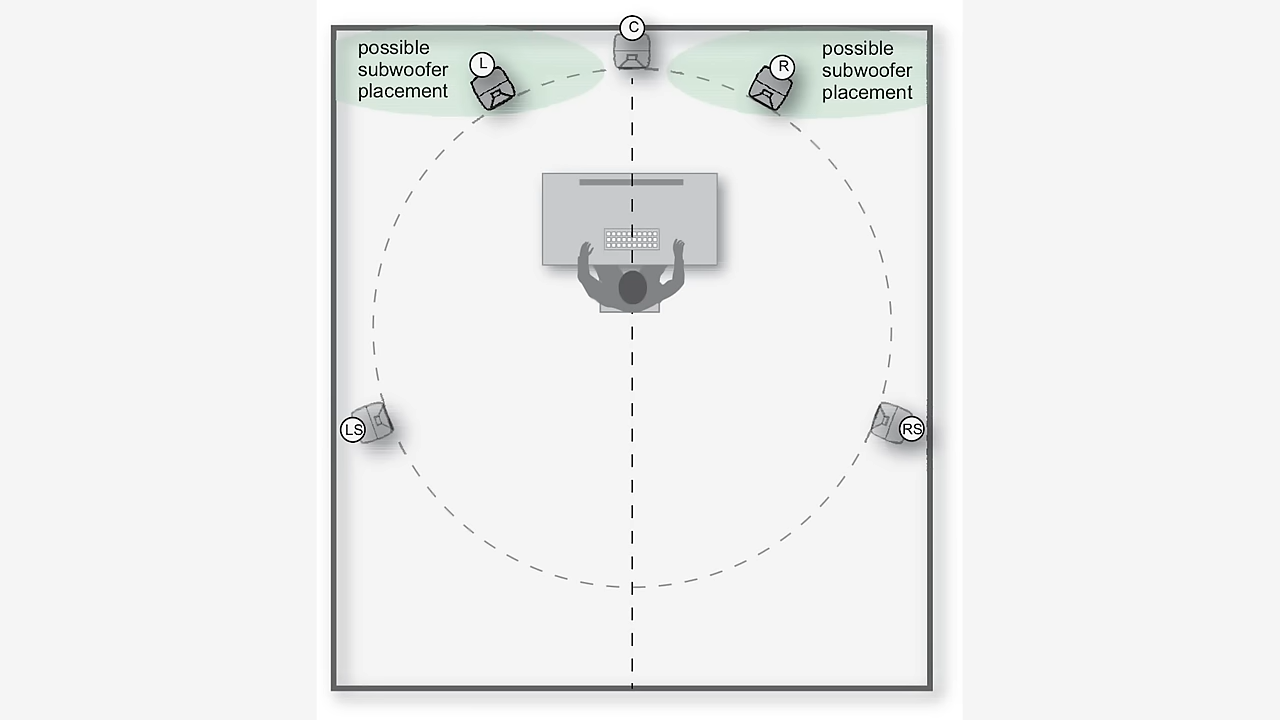 C
possible
subwoofer
placement
L
R
possible
subwoofer
placement
LS
RS